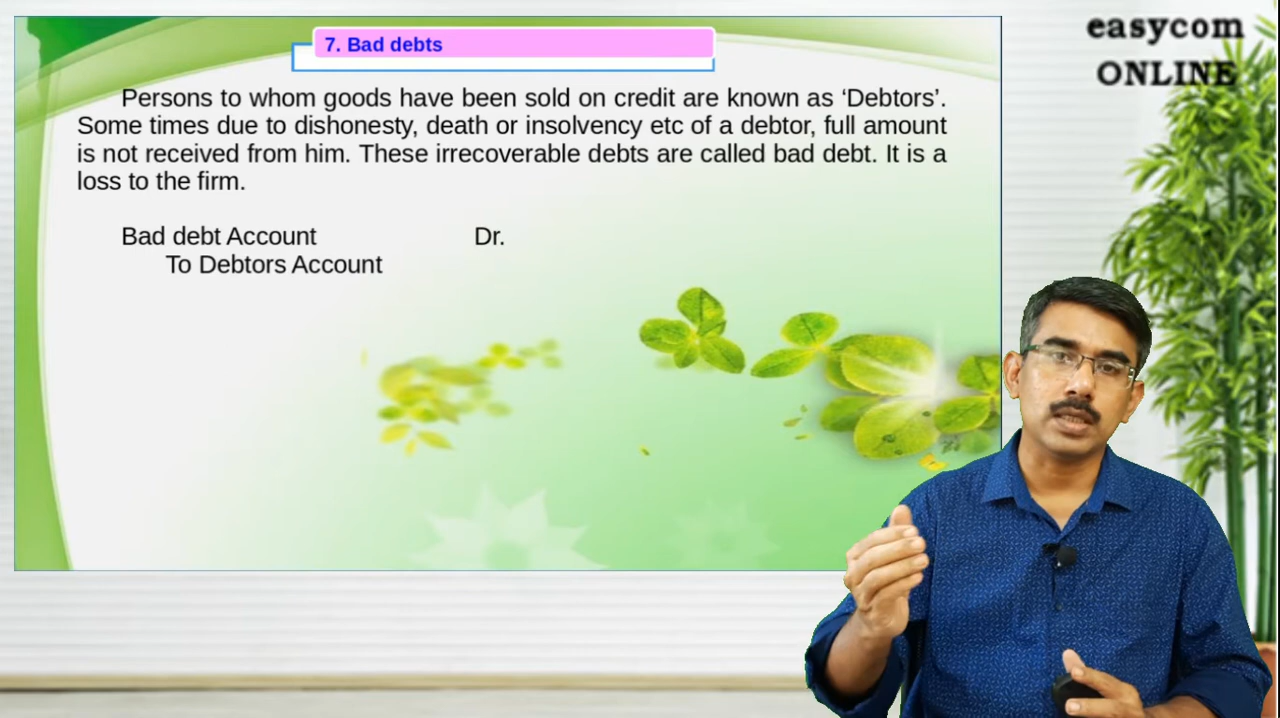 easycom
ONLINE
7. Bad debts
Persons to whom goods have been sold on credit are known as ‘Debtors’.
Some times due to dishonesty, death or insolvency etc of a debtor, full amount
is not received from him. These irrecoverable debts are called bad debt. It is a
loss to the firm.
Bad debt Account Dr.
To Debtors Account